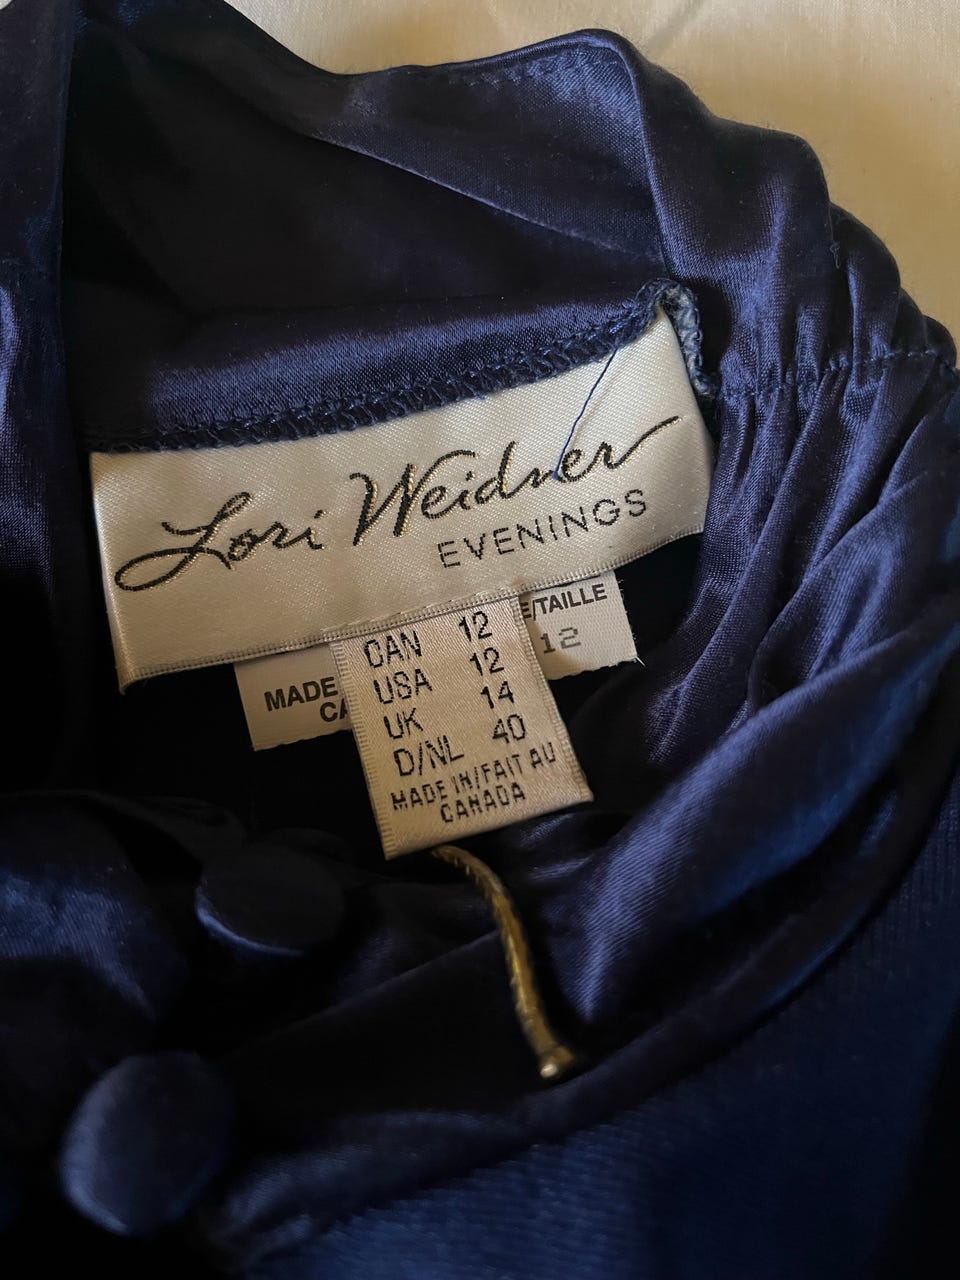 Lori Weidner
EVENINGS
CAN 12
USA 12
UK 14
D/NL 40
MADE IN/FAIT AU
CANADA
MADE
CA
E/TAILLE
12